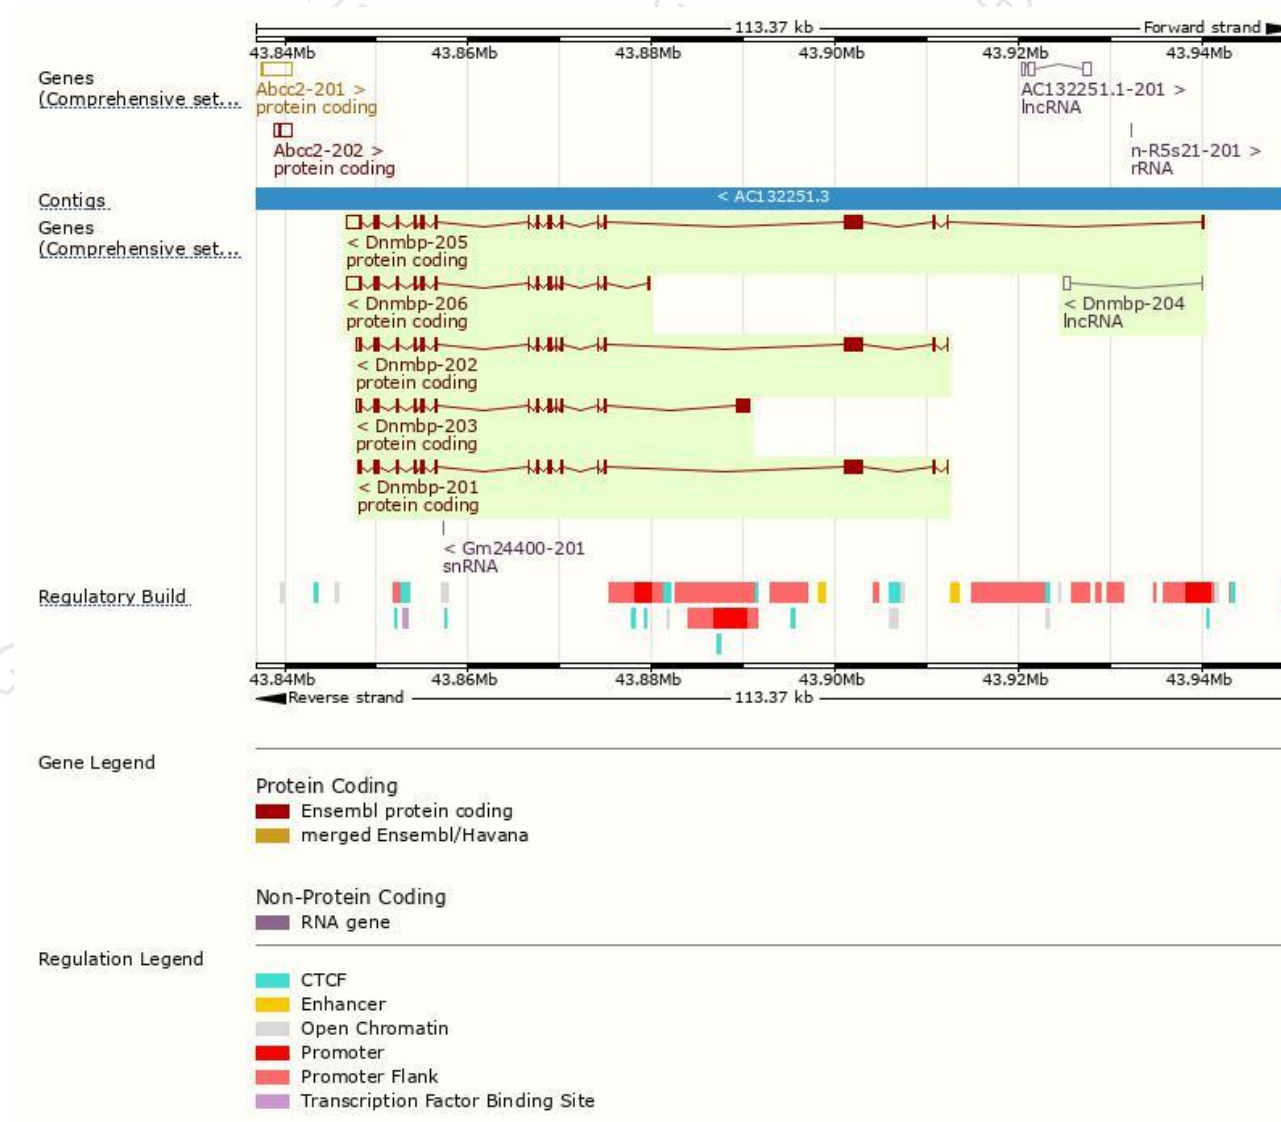 113.37 kb Forward strand
43.84Mb 43.86Mb 43.88Mb 43.90Mb 43.92Mb 43.94Mb
Genes
(Comprehensive set...
Abcc2-201 >
protein coding
AC132251.1-201 >
lncRNA
Abcc2-202 >
protein coding
n-R5s21-201 >
rRNA
Contigs
< AC132251.3
Genes
(Comprehensive set...
< Dnmbp-205
protein coding
< Dnmbp-206
protein coding
< Dnmbp-204
lncRNA
< Dnmbp-202
protein coding
< Dnmbp-203
protein coding
< Dnmbp-201
protein coding
< Gm24400-201
snRNA
Regulatory Build
43.84Mb 43.86Mb 43.88Mb 43.90Mb 43.92Mb 43.94Mb
Reverse strand 113.37 kb
Gene Legend
Protein Coding
Ensembl protein coding
merged Ensembl/Havana
Non-Protein Coding
RNA gene
Regulation Legend
CTCF
Enhancer
Open Chromatin
Promoter
Promoter Flank
Transcription Factor Binding Site